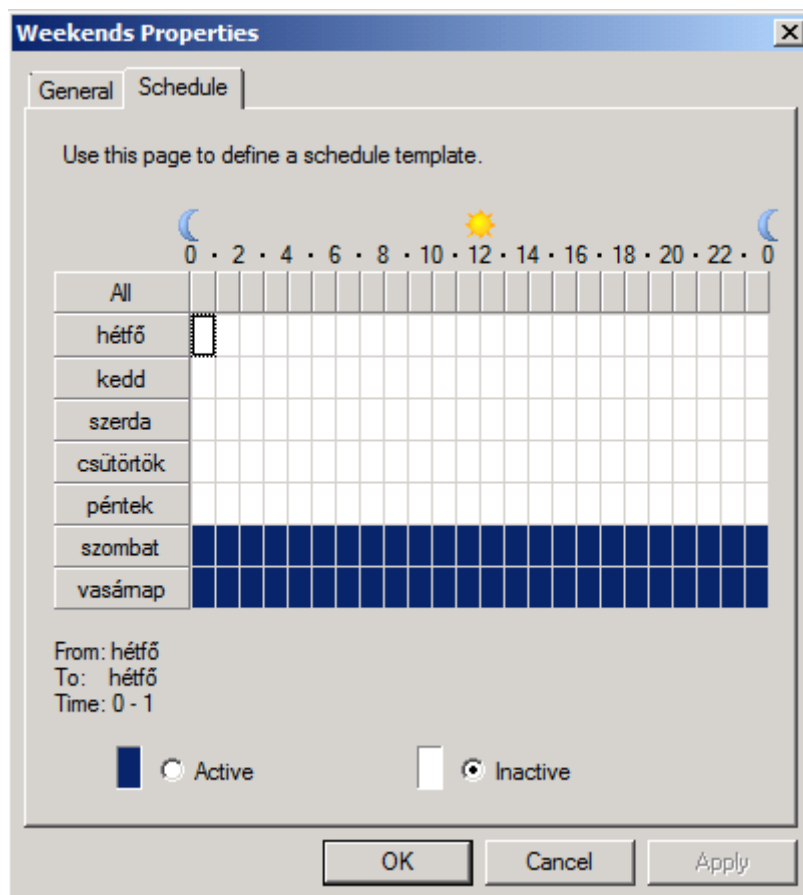 Weekends Properties
General Schedule
Use this page to define a schedule template.
0 · 2 · 4 · 6 · 8 · 10 · 12 · 14 · 16 · 18 · 20 · 22 · 0
All
hétfő
kedd
szerda
csütörtök
péntek
szombat
vasárnap
From: hétfő
To: hétfő
Time: 0 - 1
Active Inactive
OK Cancel Apply